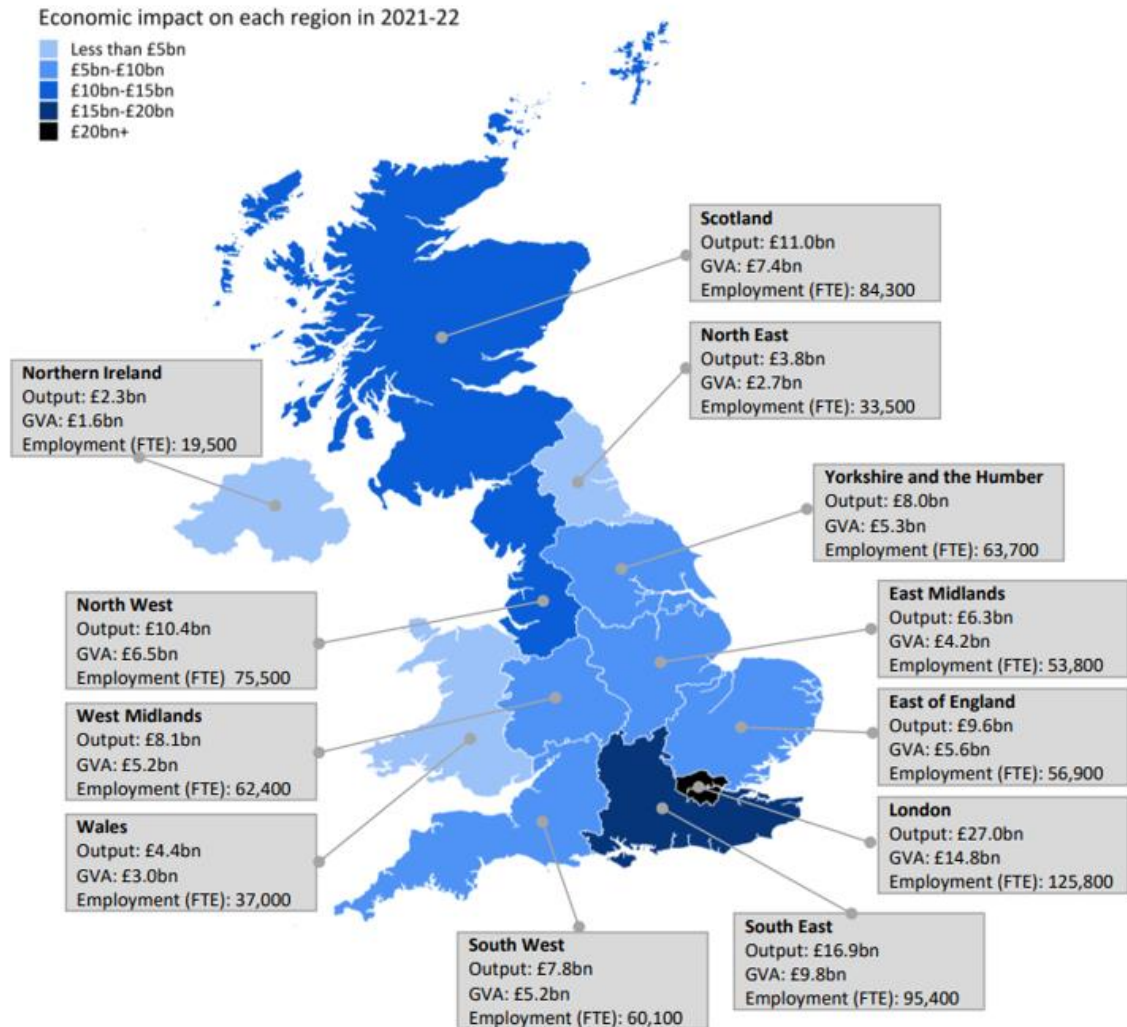 Economic impact on each region in 2021-22
Less than £5bn
£5bn-£10bn
£10bn-£15bn
£15bn-£20bn
£20bn+
Scotland
Output: £11.0bn
GVA: £7.4bn
Employment (FTE): 84,300
North East
Output: £3.8bn
GVA: £2.7bn
Employment (FTE): 33,500
Northern Ireland
Output: £2.3bn
GVA: £1.6bn
Employment (FTE): 19,500
Yorkshire and the Humber
Output: £8.0bn
GVA: £5.3bn
Employment (FTE): 63,700
North West
Output: £10.4bn
GVA: £6.5bn
Employment (FTE) 75,500
East Midlands
Output: £6.3bn
GVA: £4.2bn
Employment (FTE): 53,800
West Midlands
Output: £8.1bn
GVA: £5.2bn
Employment (FTE): 62,400
East of England
Output: £9.6bn
GVA: £5.6bn
Employment (FTE): 56,900
Wales
Output: £4.4bn
GVA: £3.0bn
Employment (FTE): 37,000
London
Output: £27.0bn
GVA: £14.8bn
Employment (FTE): 125,800
South West
Output: £7.8bn
GVA: £5.2bn
Employment (FTE): 60,100
South East
Output: £16.9bn
GVA: £9.8bn
Employment (FTE): 95,400